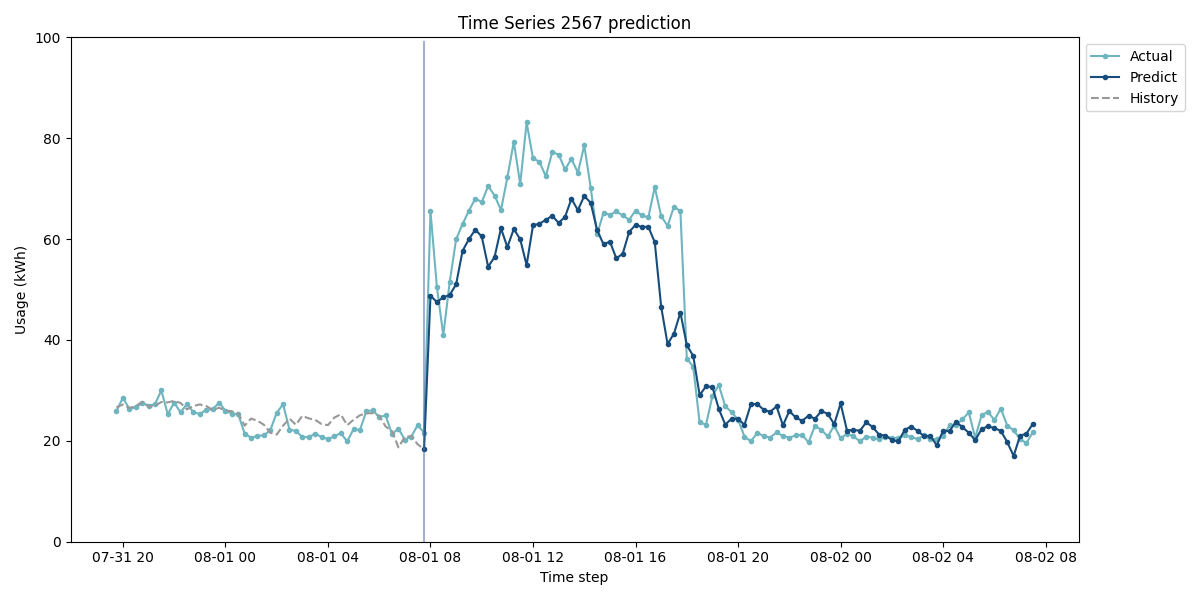 Time Series 2567 prediction
100
80
60
40
20
0
Usage (kWh)
07-31 20
08-01 00
08-01 04
08-01 08
08-01 12
08-01 16
08-01 20
08-02 00
08-02 04
08-02 08
Time step
Actual
Predict
History